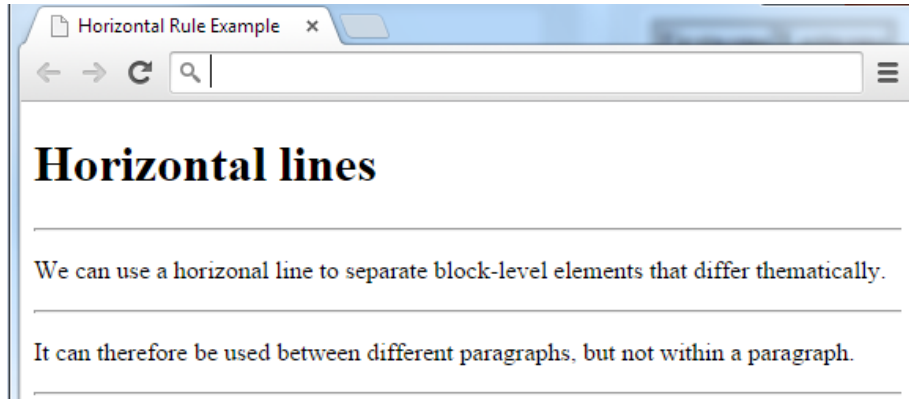 Horizontal Rule Example
Horizontal lines
We can use a horizonal line to separate block-level elements that differ thematically.
It can therefore be used between different paragraphs, but not within a paragraph.